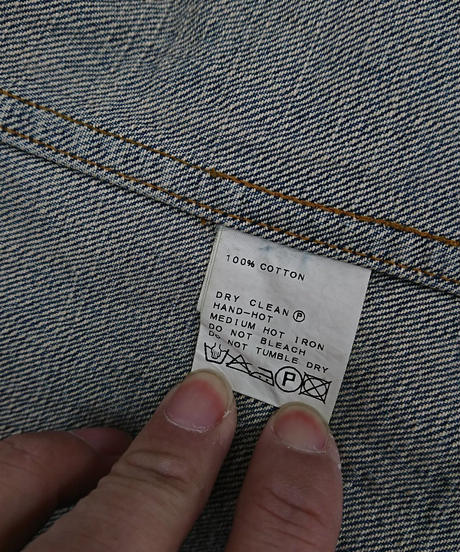 100% COTTON
DRY CLEAN Ⓟ
HAND-HOT
MEDIUM HOT IRON
DO NOT BLEACH
DO NOT TUMBLE DRY
P